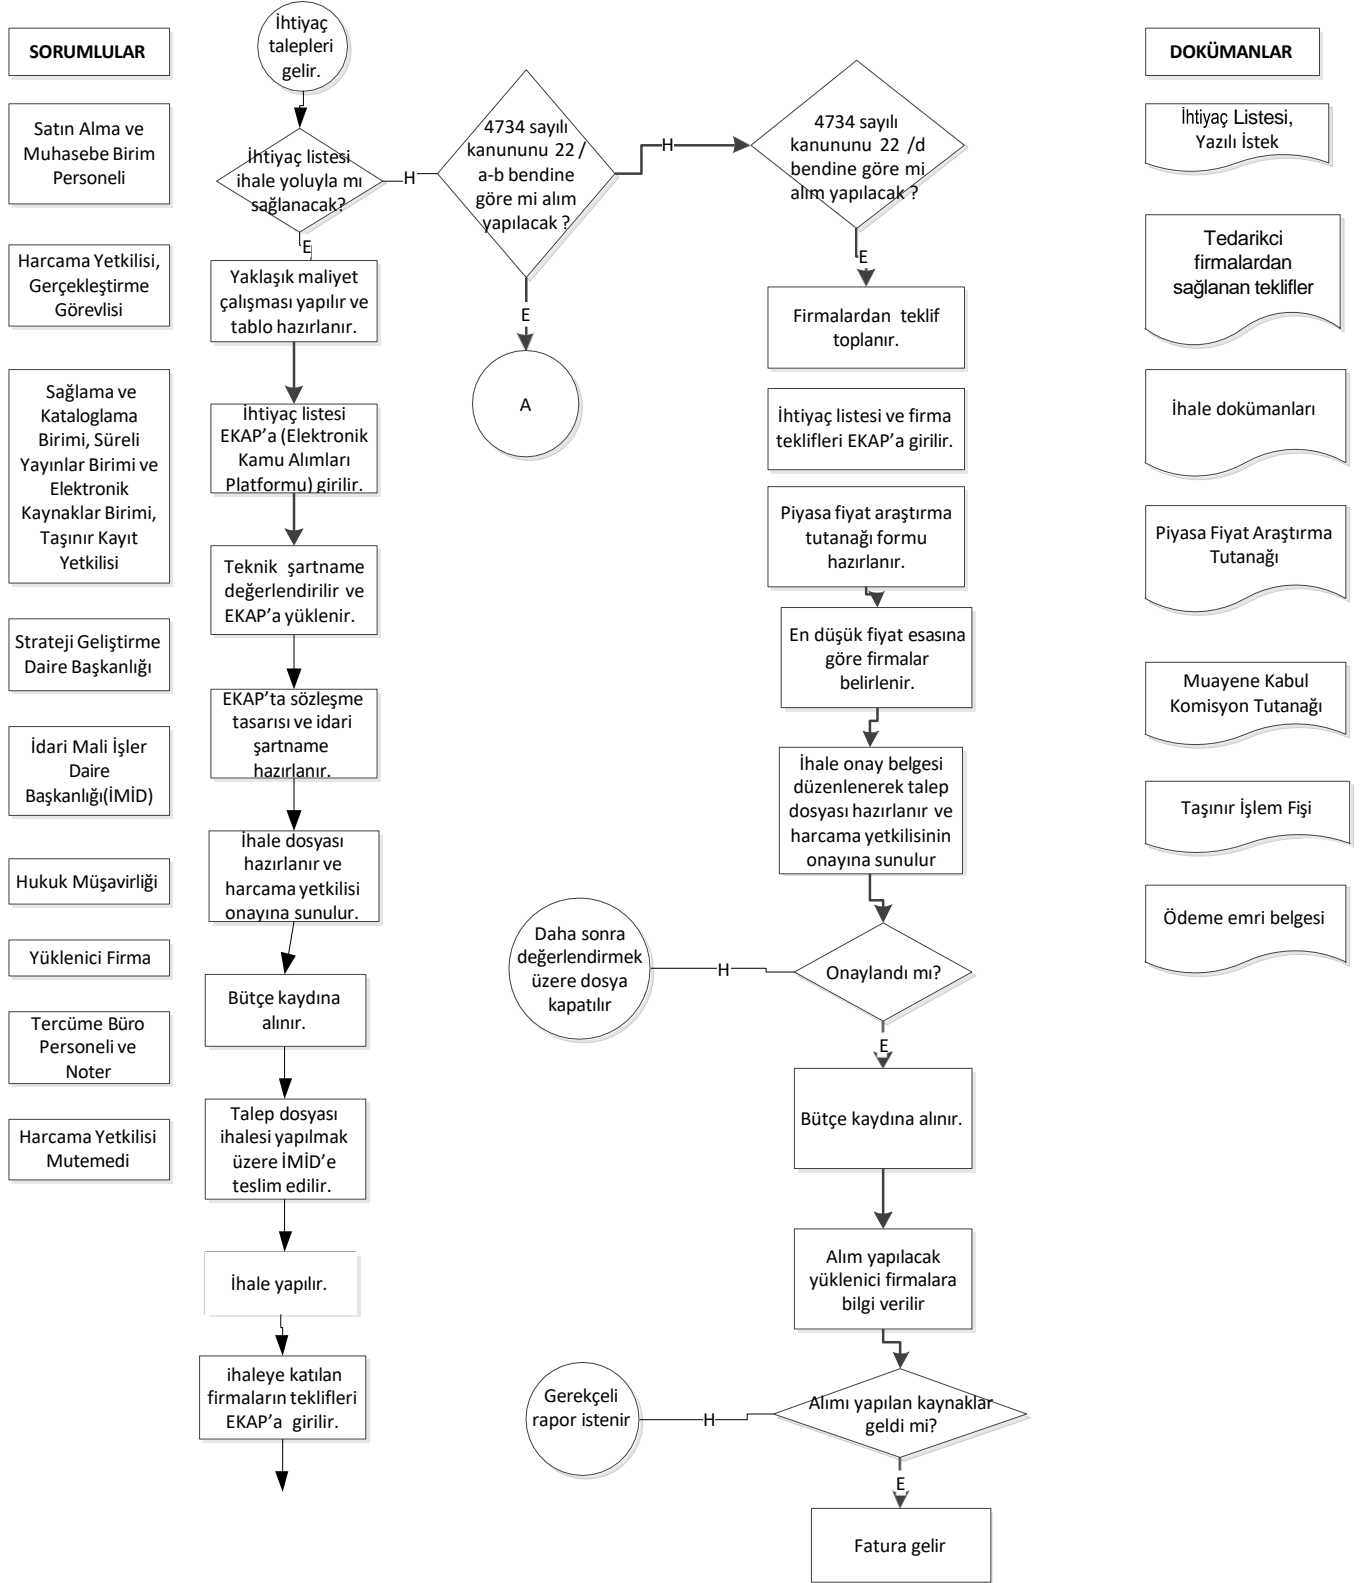 SORUMLULAR
Satın Alma ve
Muhasebe Birim
Personeli
Harcama Yetkilisi,
Gerçekleştirme
Görevlisi
Sağlama ve
Kataloglama
Birimi, Süreli
Yayınlar Birimi ve
Elektronik
Kaynaklar Birimi,
Taşınır Kayıt
Yetkilisi
Strateji Geliştirme
Daire Başkanlığı
İdari Mali İşler
Daire
Başkanlığı(İMİD)
Hukuk Müşavirliği
Yüklenici Firma
Tercüme Büro
Personeli ve
Noter
Harcama Yetkilisi
Mutemedi
İhtiyaç
talepleri
gelir.
İhtiyaç listesi
ihale yoluyla mı
sağlanacak?
H
E
Yaklaşık maliyet
çalışması yapılır ve
tablo hazırlanır.
İhtiyaç listesi
EKAP’a (Elektronik
Kamu Alımları
Platformu) girilir.
Teknik şartname
değerlendirilir ve
EKAP’a yüklenir.
EKAP’ta sözleşme
tasarısı ve idari
şartname
hazırlanır.
İhale dosyası
hazırlanır ve
harcama yetkilisi
onayına sunulur.
Bütçe kaydına
alınır.
Talep dosyası
ihalesi yapılmak
üzere İMİD’e
teslim edilir.
İhale yapılır.
ihaleye katılan
firmaların teklifleri
EKAP’a girilir.
4734 sayılı
kanununu 22 /
a-b bendine
göre mi alım
yapılacak ?
H
E
A
4734 sayılı
kanununu 22 /d
bendine göre mi
alım yapılacak ?
E
Firmalardan teklif
toplanır.
İhtiyaç listesi ve firma
teklifleri EKAP’a girilir.
Piyasa fiyat araştırma
tutanağı formu
hazırlanır.
En düşük fiyat esasına
göre firmalar
belirlenir.
İhale onay belgesi
düzenlenerek talep
dosyası hazırlanır ve
harcama yetkilisinin
onayına sunulur
Onaylandı mı?
H
Daha sonra
değerlendirmek
üzere dosya
kapatılır
E
Bütçe kaydına alınır.
Alım yapılacak
yüklenici firmalara
bilgi verilir
Alımı yapılan kaynaklar
geldi mi?
H
Gerekçeli
rapor istenir
E
Fatura gelir
DOKÜMANLAR
İhtiyaç Listesi,
Yazılı İstek
Tedarikci
firmalardan
sağlanan teklifler
İhale dokümanları
Piyasa Fiyat Araştırma
Tutanağı
Muayene Kabul
Komisyon Tutanağı
Taşınır İşlem Fişi
Ödeme emri belgesi